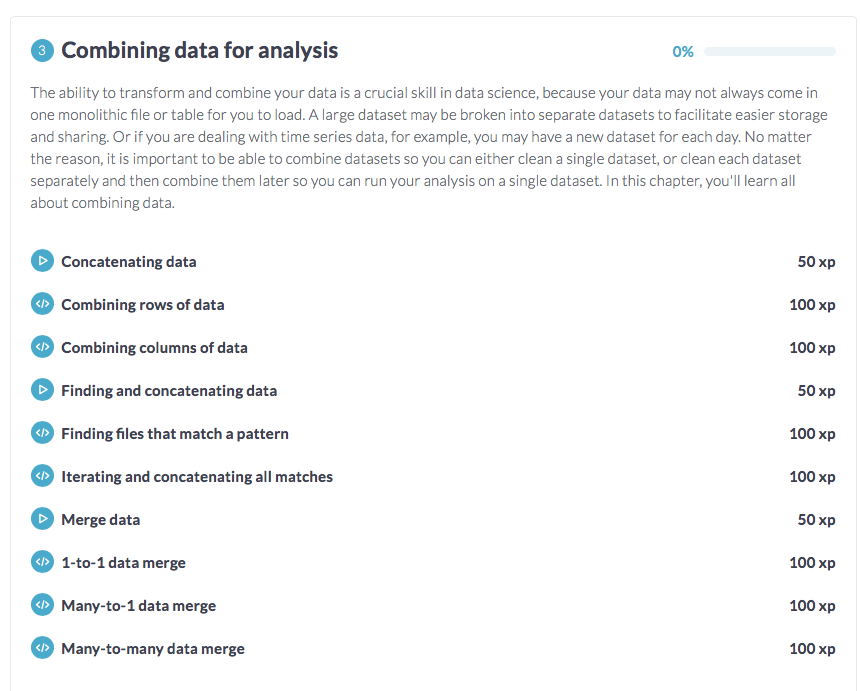 3 Combining data for analysis 0%
The ability to transform and combine your data is a crucial skill in data science, because your data may not always come in
one monolithic file or table for you to load. A large dataset may be broken into separate datasets to facilitate easier storage
and sharing. Or if you are dealing with time series data, for example, you may have a new dataset for each day. No matter
the reason, it is important to be able to combine datasets so you can either clean a single dataset, or clean each dataset
separately and then combine them later so you can run your analysis on a single dataset. In this chapter, you'll learn all
about combining data.
Concatenating data 50 xp
</> Combining rows of data 100 xp
</> Combining columns of data 100 xp
Finding and concatenating data 50 xp
</> Finding files that match a pattern 100 xp
</> Iterating and concatenating all matches 100 xp
Merge data 50 xp
</> 1-to-1 data merge 100 xp
</> Many-to-1 data merge 100 xp
</> Many-to-many data merge 100 xp